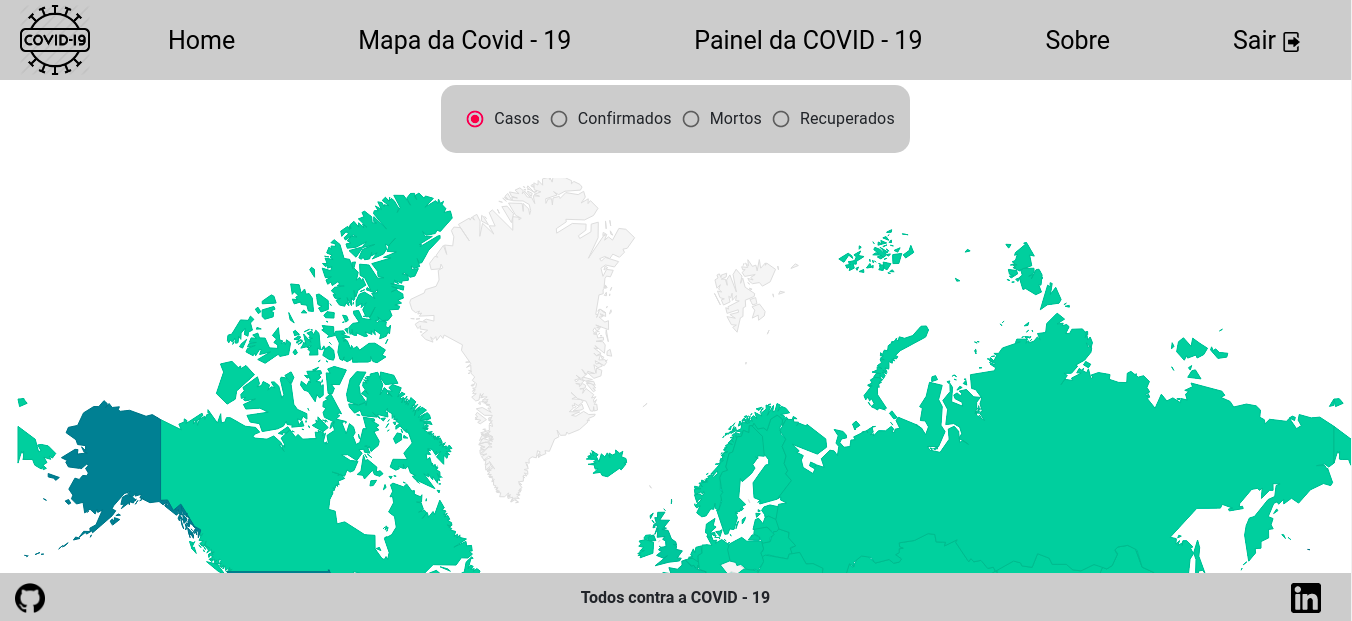 COVID-19
Home
Mapa da Covid - 19
Painel da COVID - 19
Sobre
Sair
Casos
Confirmados
Mortos
Recuperados
Todos contra a COVID - 19
in